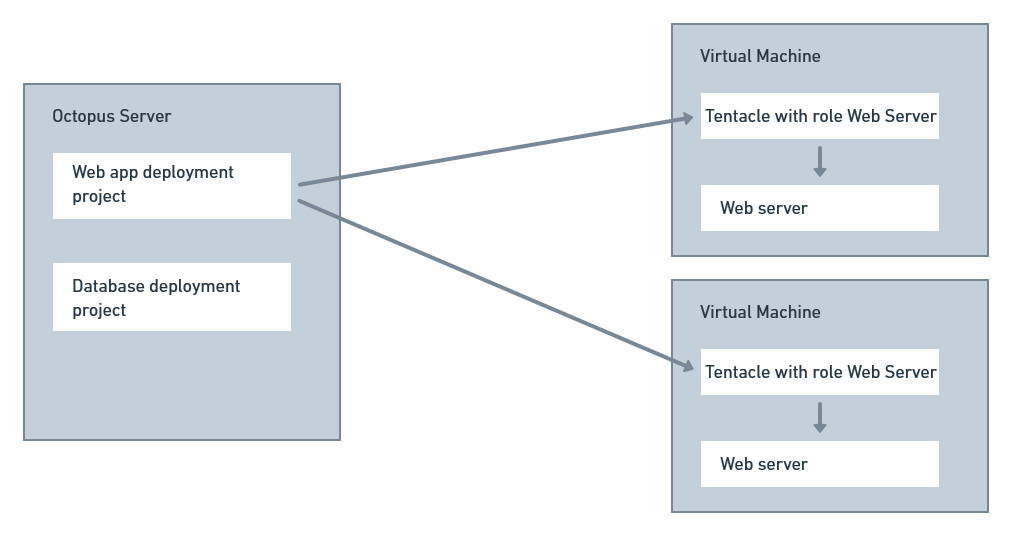 Octopus Server
Web app deployment
project
Database deployment
project
Virtual Machine
Tentacle with role Web Server
Web server
Virtual Machine
Tentacle with role Web Server
Web server